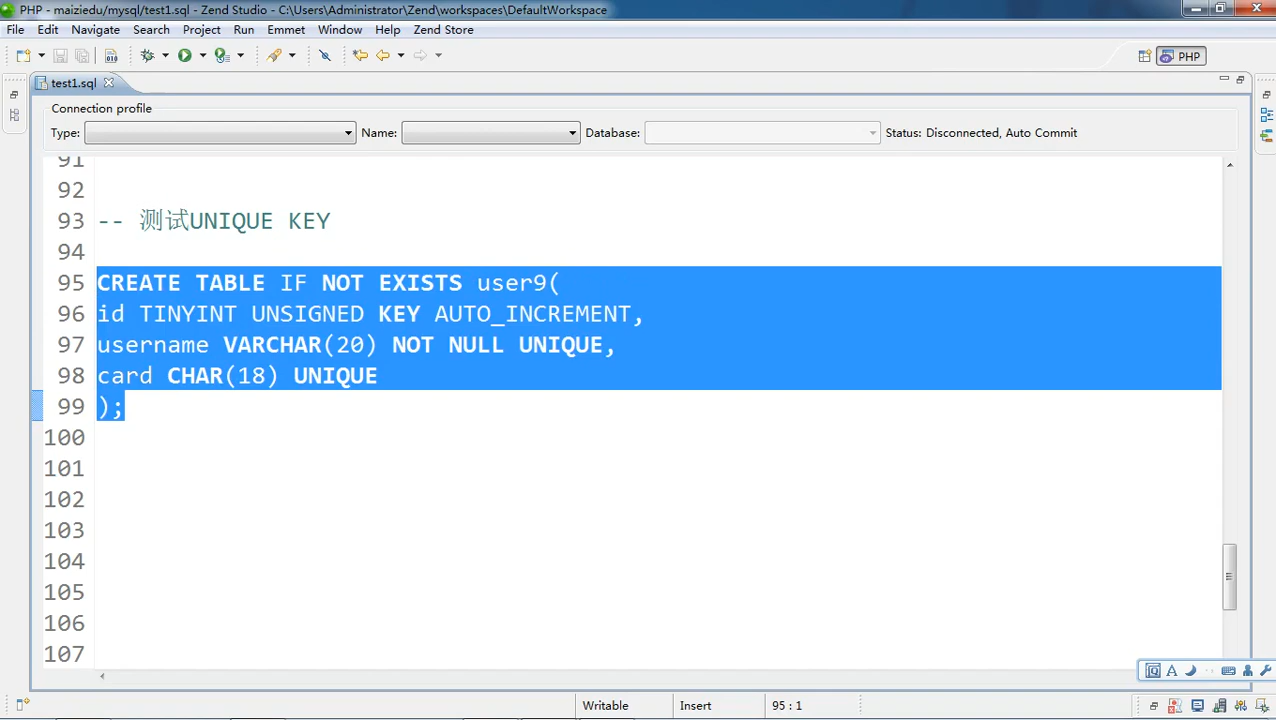 PHP - maiziedu/mysql/test1.sql - Zend Studio - C:\Users\Administrator\Zend\workspaces\DefaultWorkspace
File Edit Navigate Search Project Run Emmet Window Help Zend Store
PHP
test1.sql
Connection profile
Type: Name: Database: Status: Disconnected, Auto Commit
91
92
93 -- 测试UNIQUE KEY
94
95 CREATE TABLE IF NOT EXISTS user9(
96 id TINYINT UNSIGNED KEY AUTO_INCREMENT,
97 username VARCHAR(20) NOT NULL UNIQUE,
98 card CHAR(18) UNIQUE
99 );
100
101
102
103
104
105
106
107
Writable Insert 95 : 1